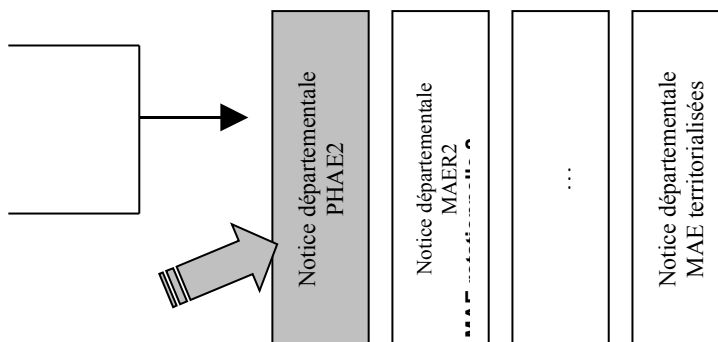 Notice départementale
PHAE2
Notice départementale
MAER2
...
Notice départementale
MAE territorialisées